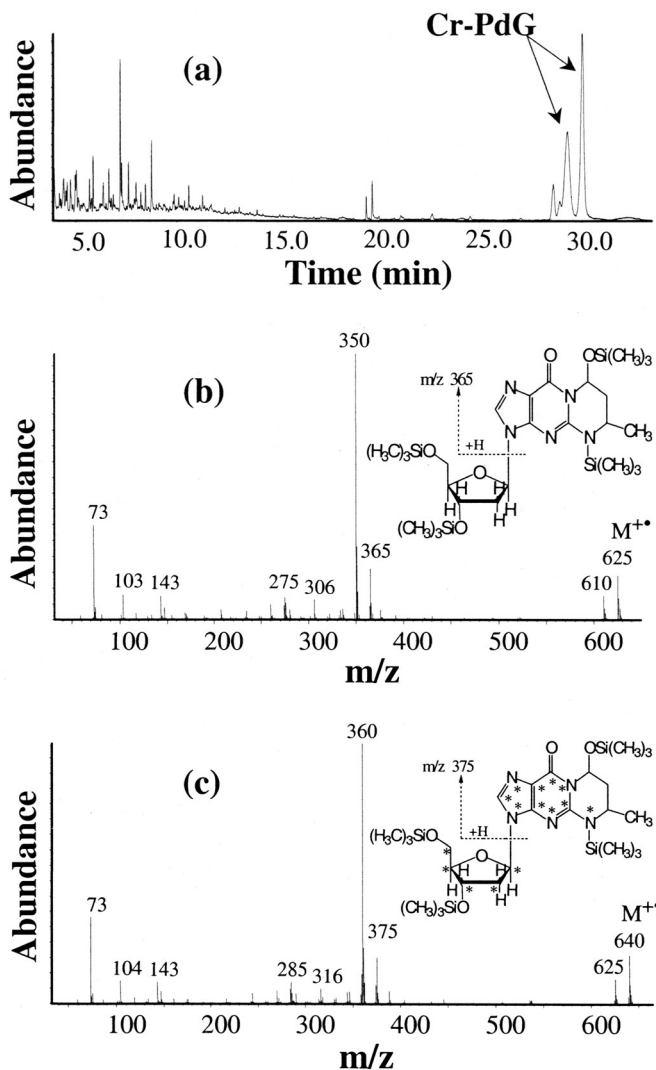 Cr-PdG
(a)
Abundance
5.0 10.0 15.0 20.0 25.0 30.0
Time (min)
350
(b)
m/z 365
O
OSi(CH3)3
N
N
N
N
N
CH3
+H
Si(CH3)3
(H3C)3SiO
O
H H
H H
H
(CH3)3SiO
73
103
143
275
306
365
M+•
625
610
Abundance
100 200 300 400 500 600
m/z
360
(c)
m/z 375
O
OSi(CH3)3
N
N
N
N
N
CH3
* * * * * * *
+H
Si(CH3)3
(H3C)3SiO
O
* * * * *
H H
H H
H
(CH3)3SiO
73
104
143
285
316
375
M+•
640
625
Abundance
100 200 300 400 500 600
m/z